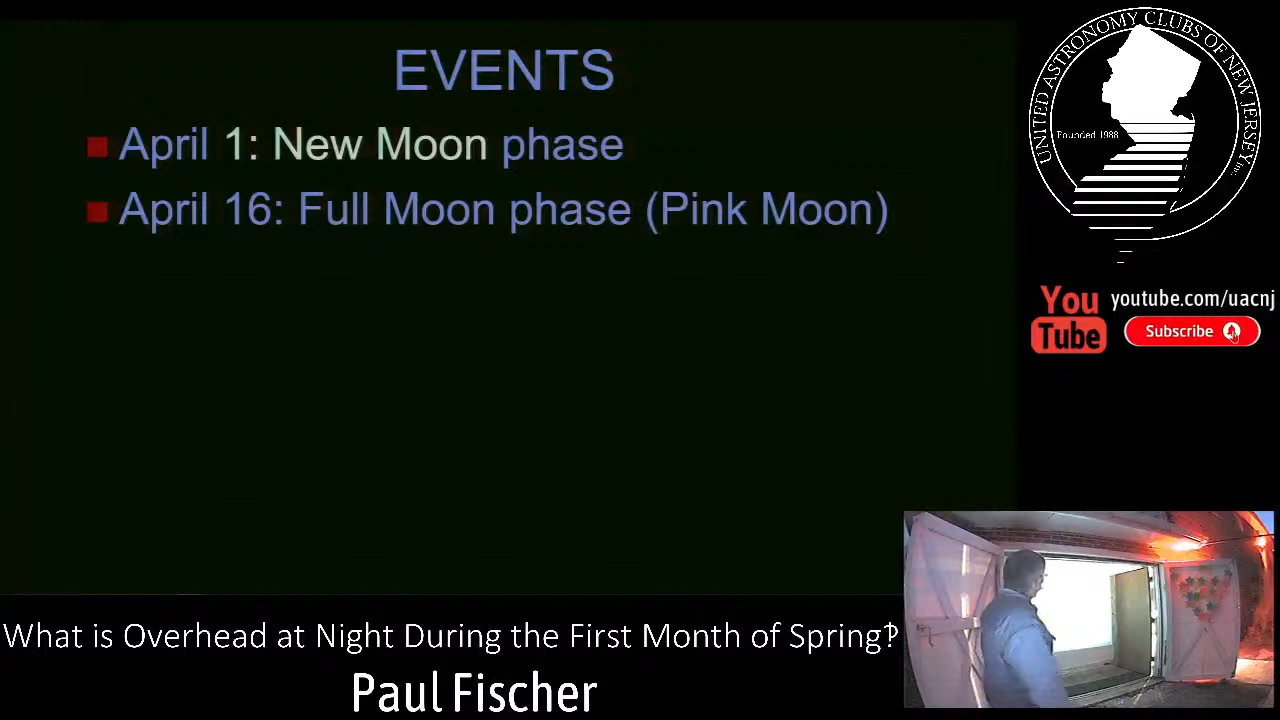 EVENTS
April 1: New Moon phase
April 16: Full Moon phase (Pink Moon)
UNITED ASTRONOMY CLUBS OF NEW JERSEY, Inc.
Founded 1988
YouTube
youtube.com/uacnj
Subscribe
What is Overhead at Night During the First Month of Spring?
Paul Fischer